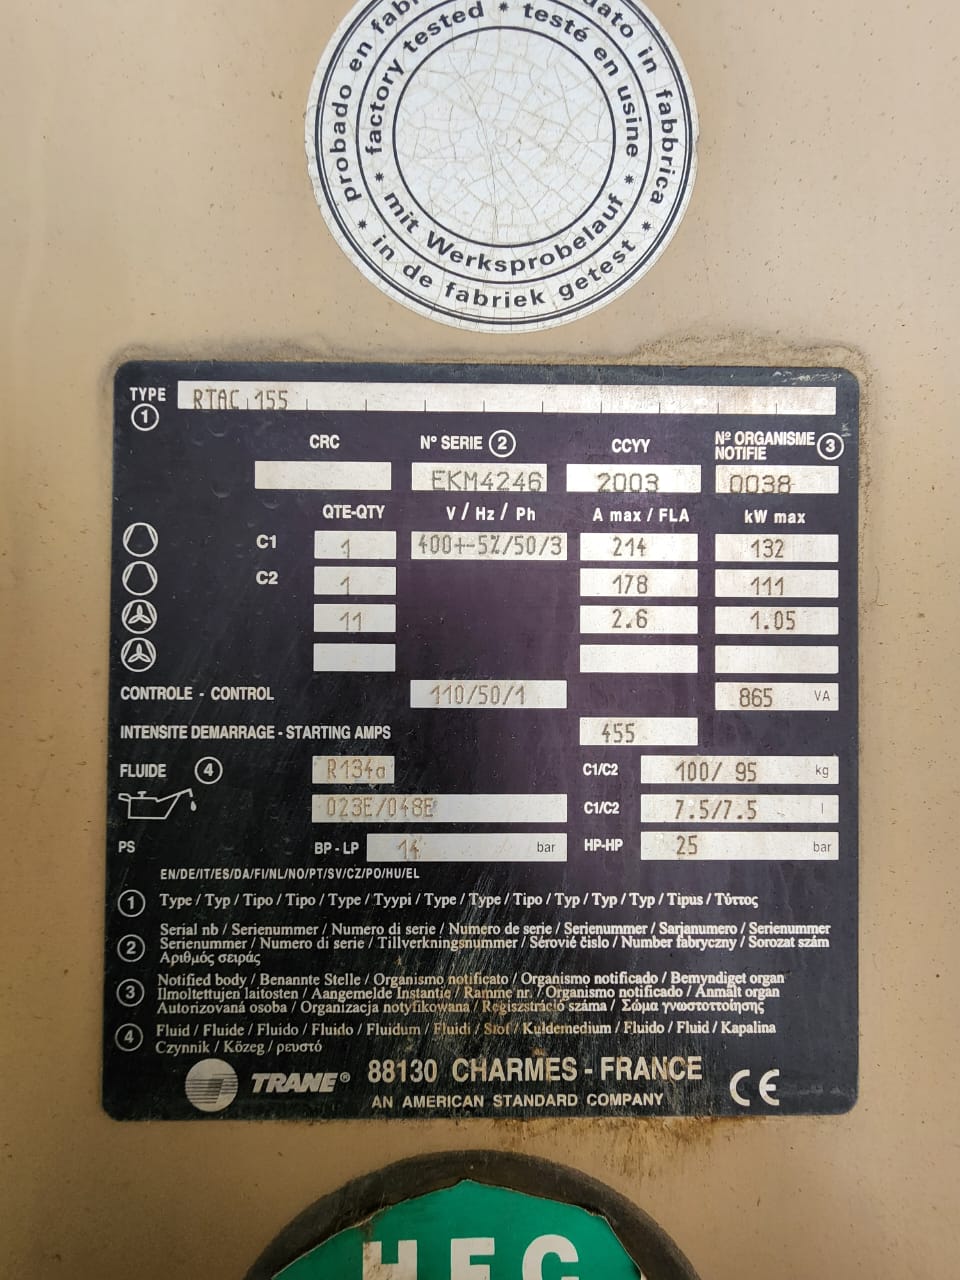 probado en fabri
dato in fabbrica
factory tested * testé en usine
* mit Werksprobelauf *
* in de fabriek getest *
TYPE RTAC 155
1
CRC N° SERIE 2 CCYY Nº ORGANISME NOTIFIE 3
EKM4246 2003 0038
QTE-QTY V / Hz / Ph A max / FLA kW max
C1 1 400+-5%/50/3 214 132
C2 1 178 111
11 2.6 1.05
CONTROLE - CONTROL 110/50/1 865 VA
INTENSITE DEMARRAGE - STARTING AMPS 455
FLUIDE 4 R134a C1/C2 100/ 95 kg
023E/048E C1/C2 7.5/7.5 l
PS BP - LP 14 bar HP-HP 25 bar
EN/DE/IT/ES/DA/FI/NL/NO/PT/SV/CZ/PO/HU/EL
1 Type / Typ / Tipo / Tipo / Type / Tyypi / Type / Type / Tipo / Typ / Typ / Typ / Tipus / Τύπος
Serial nb / Serienummer / Numero di serie / Numero de serie / Serienummer / Sarjanumero / Serienummer
2 Serienummer / Numero di serie / Tillverkningsnummer / Sérovié čislo / Number fabryczny / Sorozat szám
Αριθμός σειράς
Notified body / Benannte Stelle / Organismo notificato / Organismo notificado / Bemyndiget organ
3 Ilmoltettujen laitosten / Aangemelde Instantie / Ramme nr. / Organismo notificado / Anmält organ
Autorizovaná osoba / Organizacja notyfikowana / Regisztráció száma / Σώμα γνωστοποίησης
4 Fluid / Fluide / Fluido / Fluido / Fluidum / Fluidi / Stof / Kuldemedium / Fluido / Fluid / Kapalina
Czynnik / Közeg / ρευστό
TRANE® 88130 CHARMES - FRANCE CE
AN AMERICAN STANDARD COMPANY
HFC